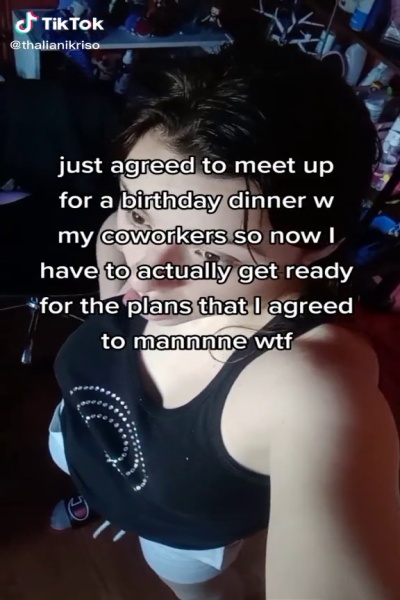 TikTok
@thalianikriso
just agreed to meet up
for a birthday dinner w
my coworkers so now I
have to actually get ready
for the plans that I agreed
to mannnne wtf